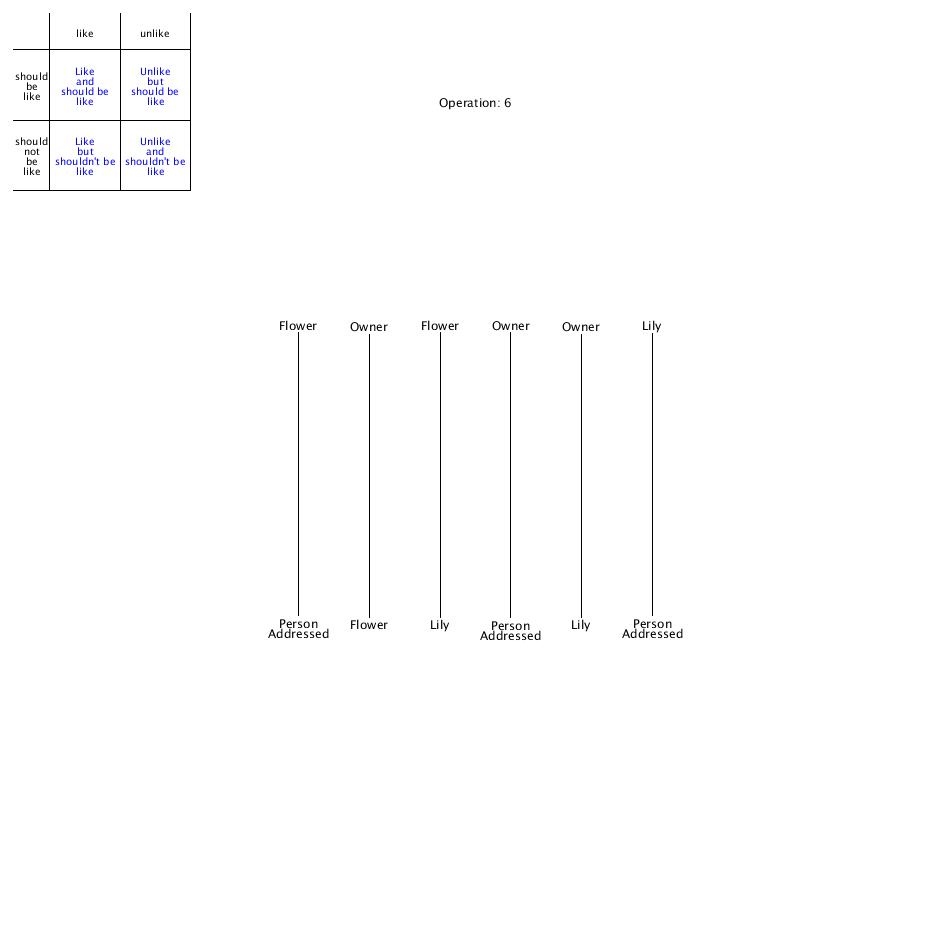 like
unlike
should
be
like
Like
and
should be
like
Unlike
but
should be
like
should
not
be
like
Like
but
shouldn't be
like
Unlike
and
shouldn't be
like
Operation: 6
Flower
Owner
Flower
Owner
Owner
Lily
Person
Addressed
Flower
Lily
Person
Addressed
Lily
Person
Addressed